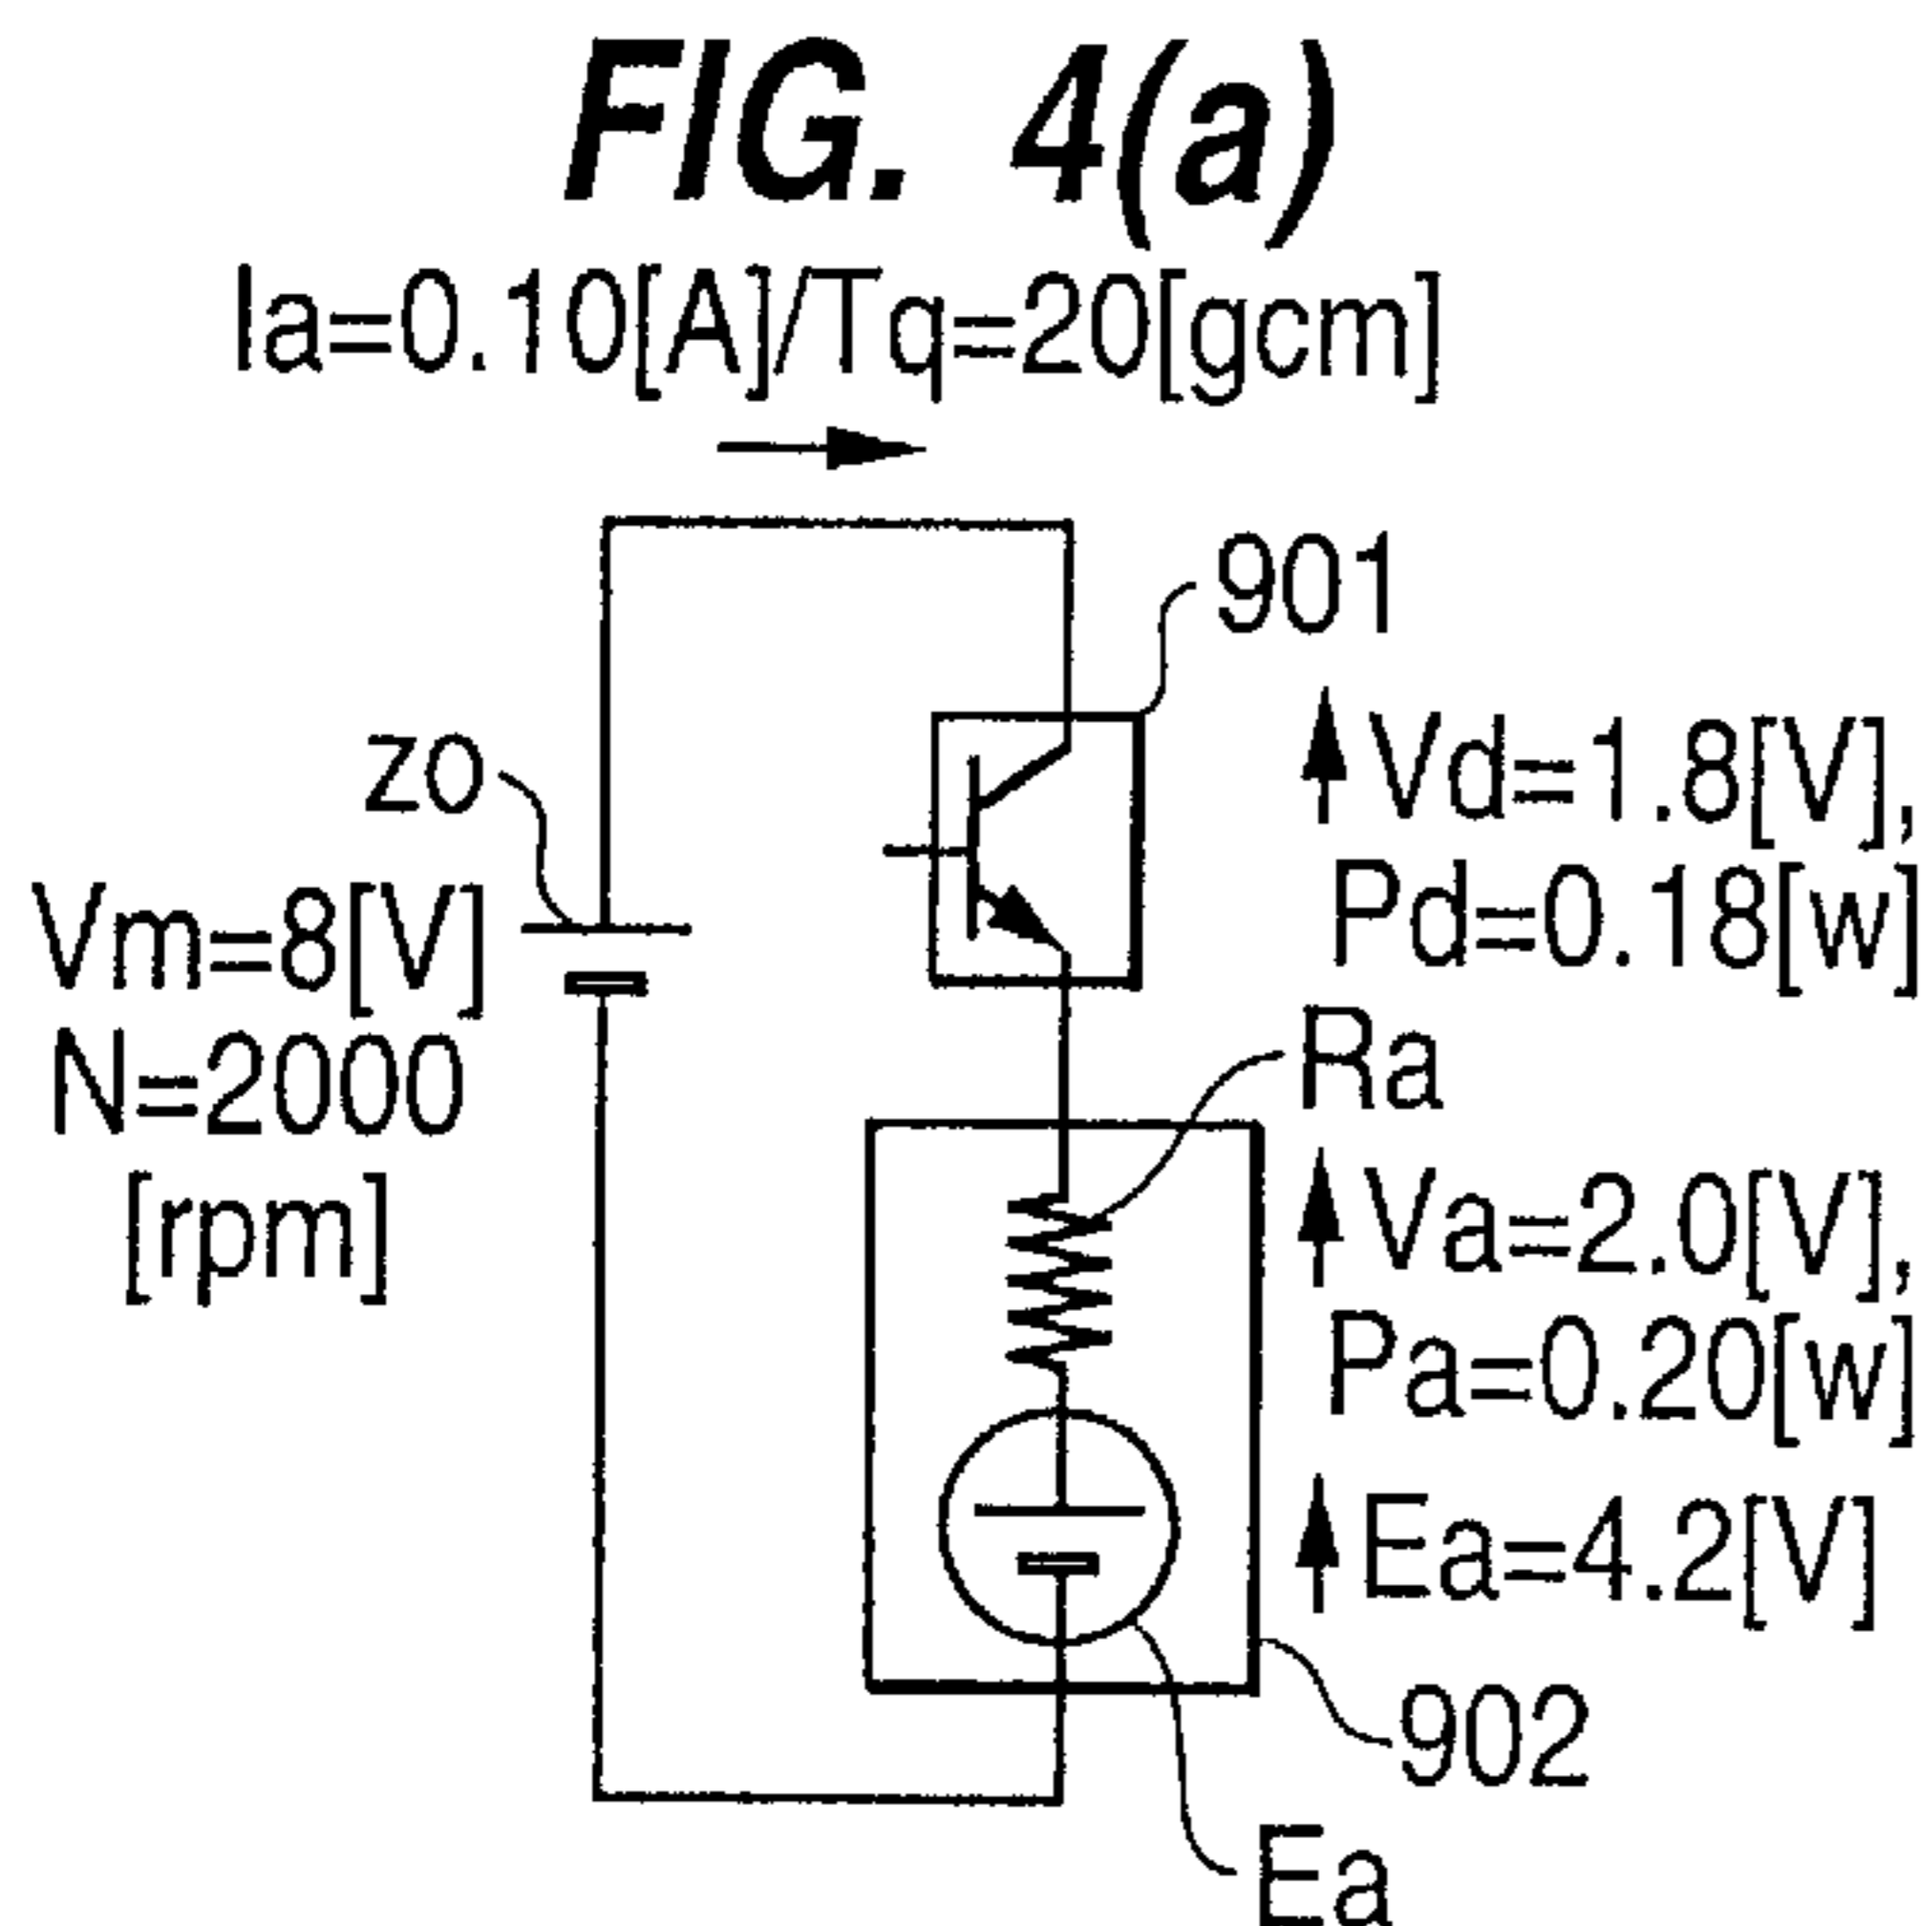 FIG. 4(a)
Ia=0.10[A]/Tq=20[gcm]
901
zo
Vd=1.8[V],
Pd=0.18[w]
Vm=8[V]
N=2000
[rpm]
Ra
Va=2.0[V],
Pa=0.20[w]
Ea=4.2[V]
902
Ea